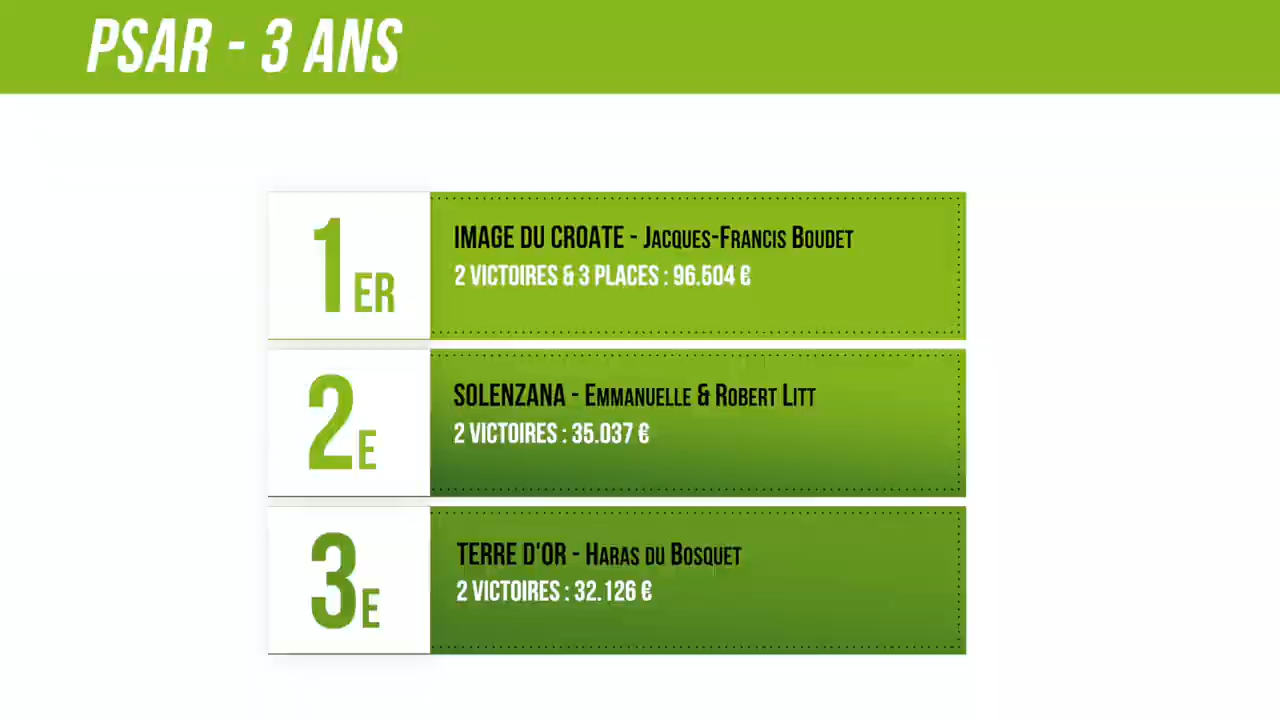 PSAR - 3 ANS
1ER
IMAGE DU CROATE - Jacques-Francis Boudet
2 VICTOIRES & 3 PLACES : 96.504 €
2E
SOLENZANA - Emmanuelle & Robert Litt
2 VICTOIRES : 35.037 €
3E
TERRE D'OR - Haras du Bosquet
2 VICTOIRES : 32.126 €